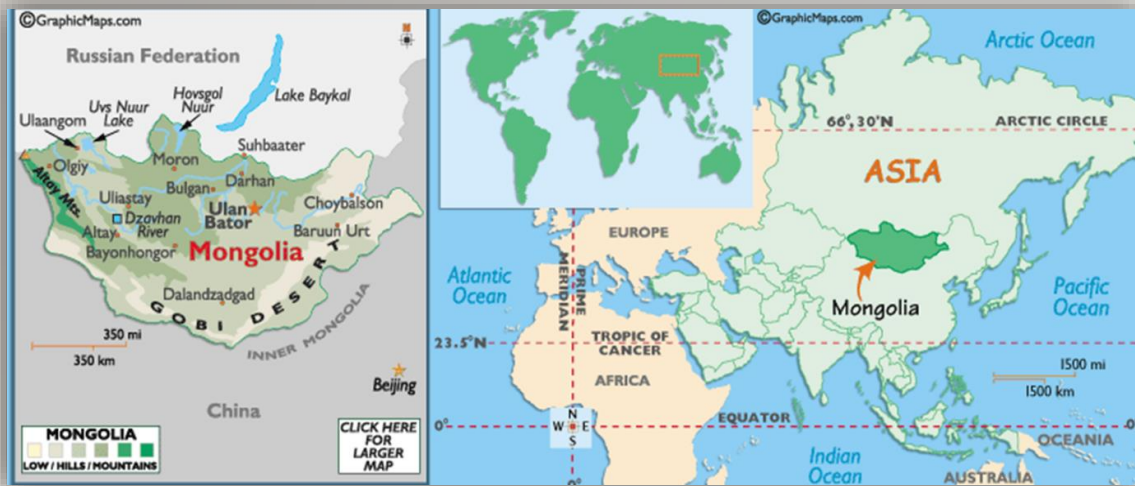 ©GraphicMaps.com
N
Russian Federation
Lake Baykal
Hovsgol
Nuur
Uvs Nuur
Lake
Ulaangom
Suhbaater
Olgiy
Moron
Darhan
Altay Mts.
Bulgan
Uliastay
Choybalson
Ulan
Bator
Dzavhan
River
Altay
Baruun Urt
Bayonhongor
Mongolia
Dalandzadgad
GOBI DESERT
INNER MONGOLIA
350 mi
350 km
Beijing
China
MONGOLIA
LOW / HILLS / MOUNTAINS
CLICK HERE
FOR
LARGER
MAP
©GraphicMaps.com
Arctic Ocean
66°,30'N
ARCTIC CIRCLE
ASIA
EUROPE
Atlantic
Ocean
PRIME
MERIDIAN
Pacific
Ocean
Mongolia
TROPIC OF
CANCER
23.5°N
AFRICA
1500 mi
1500 km
EQUATOR
N
W E
S
0°
0
OCEANIA
Indian
Ocean
AUSTRALIA
0°